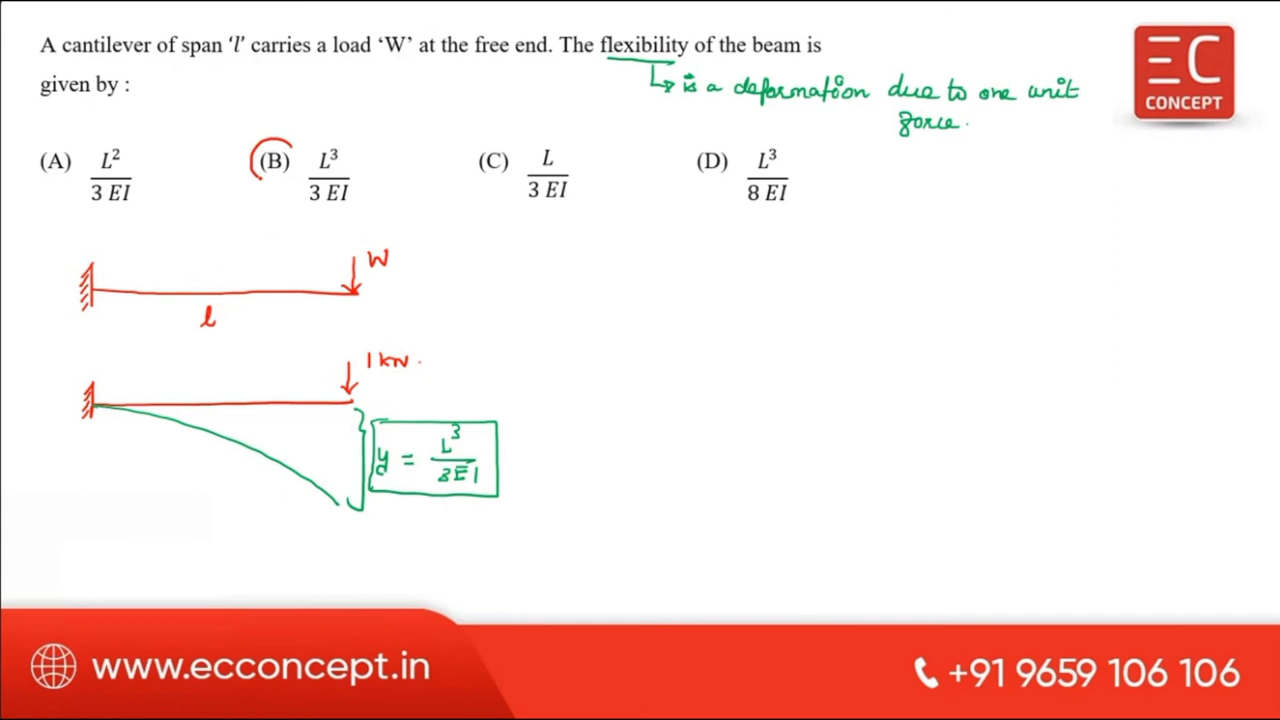 A cantilever of span 'l' carries a load ‘W’ at the free end. The flexibility of the beam is
given by :
↳ is a deformation due to one unit
force.
EC
CONCEPT
(A) L²/3 EI (B) L³/3 EI (C) L/3 EI (D) L³/8 EI
W
l
1 kN.
y = L³/3EI
www.ecconcept.in
+91 9659 106 106